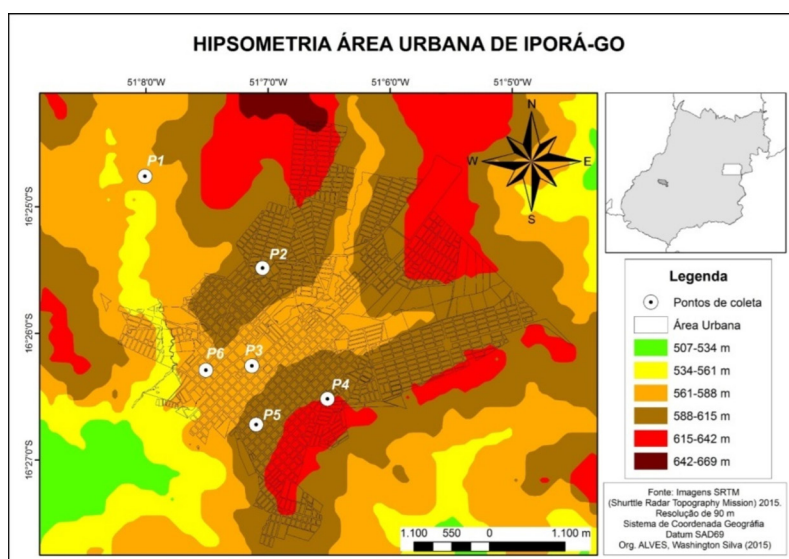 HIPSOMETRIA ÁREA URBANA DE IPORÁ-GO
51°8'0"W 51°7'0"W 51°6'0"W 51°5'0"W
N
W E
S
P1
16°25'0"S
P2
16°26'0"S
P6 P3
P4
P5
16°27'0"S
1.100 550 0 1.100 m
Legenda
Pontos de coleta
Área Urbana
507-534 m
534-561 m
561-588 m
588-615 m
615-642 m
642-669 m
Fonte: Imagens SRTM
(Shurttle Radar Topography Mission) 2015.
Resolução de 90 m
Sistema de Coordenada Geografia
Datum SAD69
Org. ALVES, Washington Silva (2015)